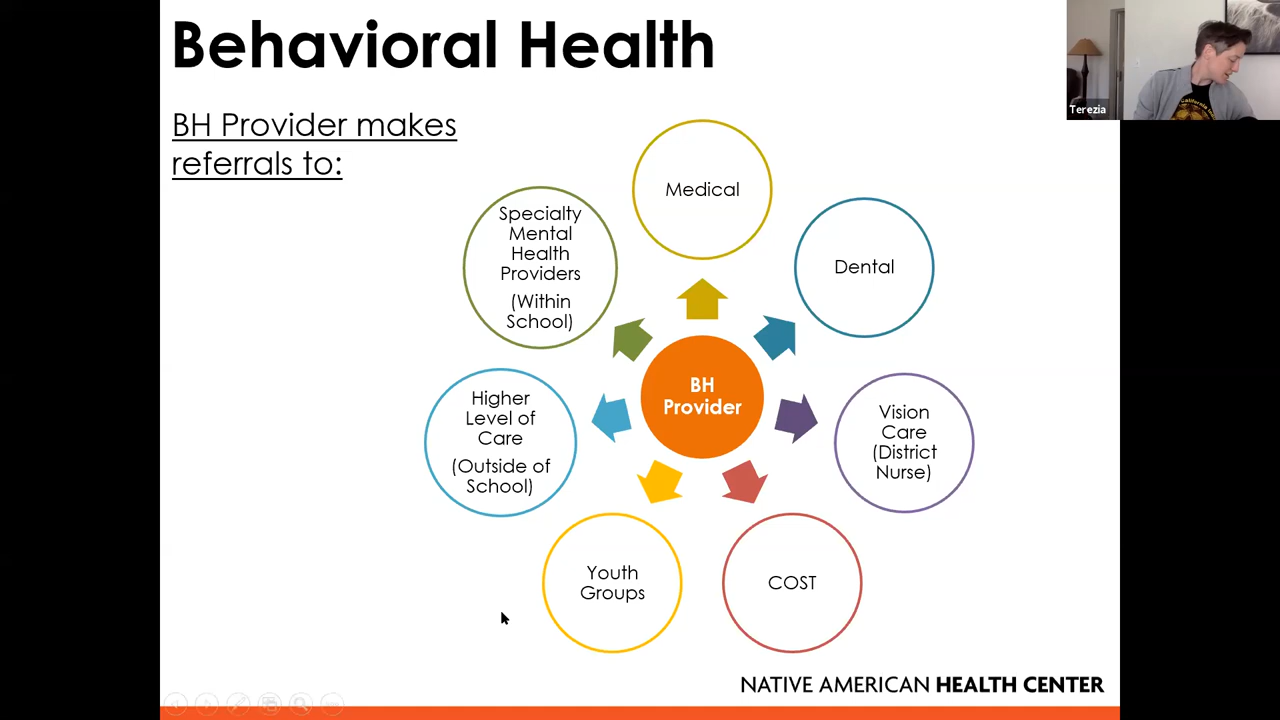 Behavioral Health
Terezia
BH Provider makes
referrals to:
Medical
Dental
Vision
Care
(District
Nurse)
COST
Youth
Groups
Higher
Level of
Care
(Outside of
School)
Specialty
Mental
Health
Providers
(Within
School)
BH
Provider
NATIVE AMERICAN HEALTH CENTER